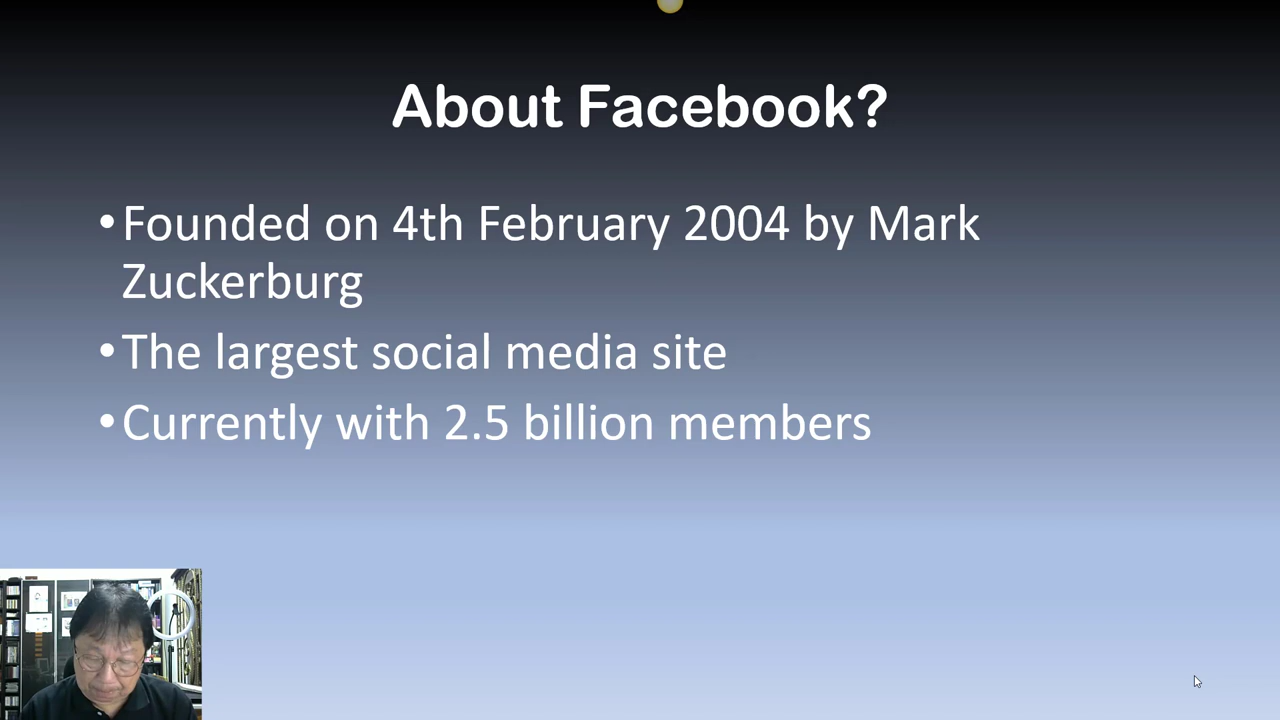 About Facebook?
•Founded on 4th February 2004 by Mark
Zuckerburg
•The largest social media site
•Currently with 2.5 billion members